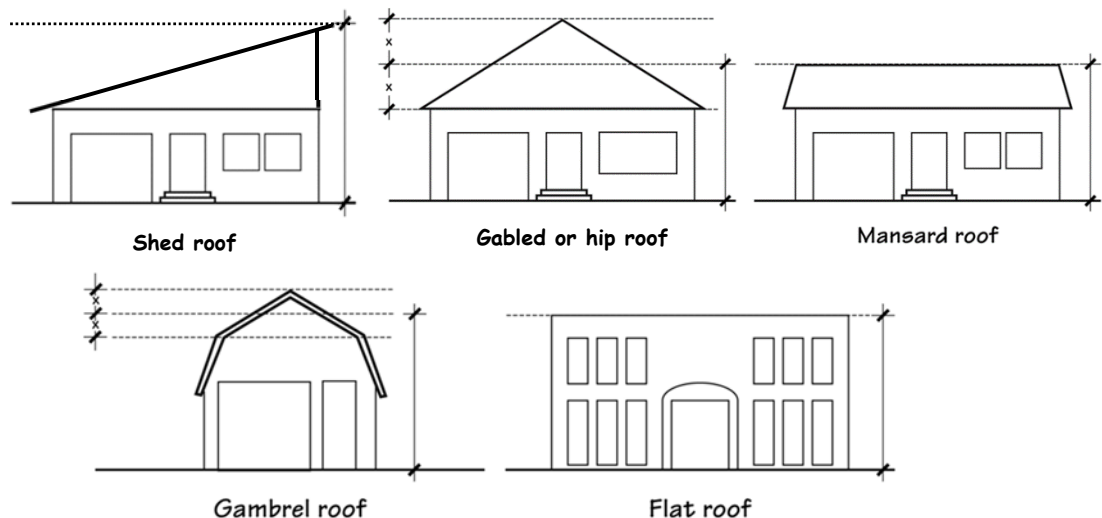 x
x
Shed roof
Gabled or hip roof
Mansard roof
x
x
Gambrel roof
Flat roof